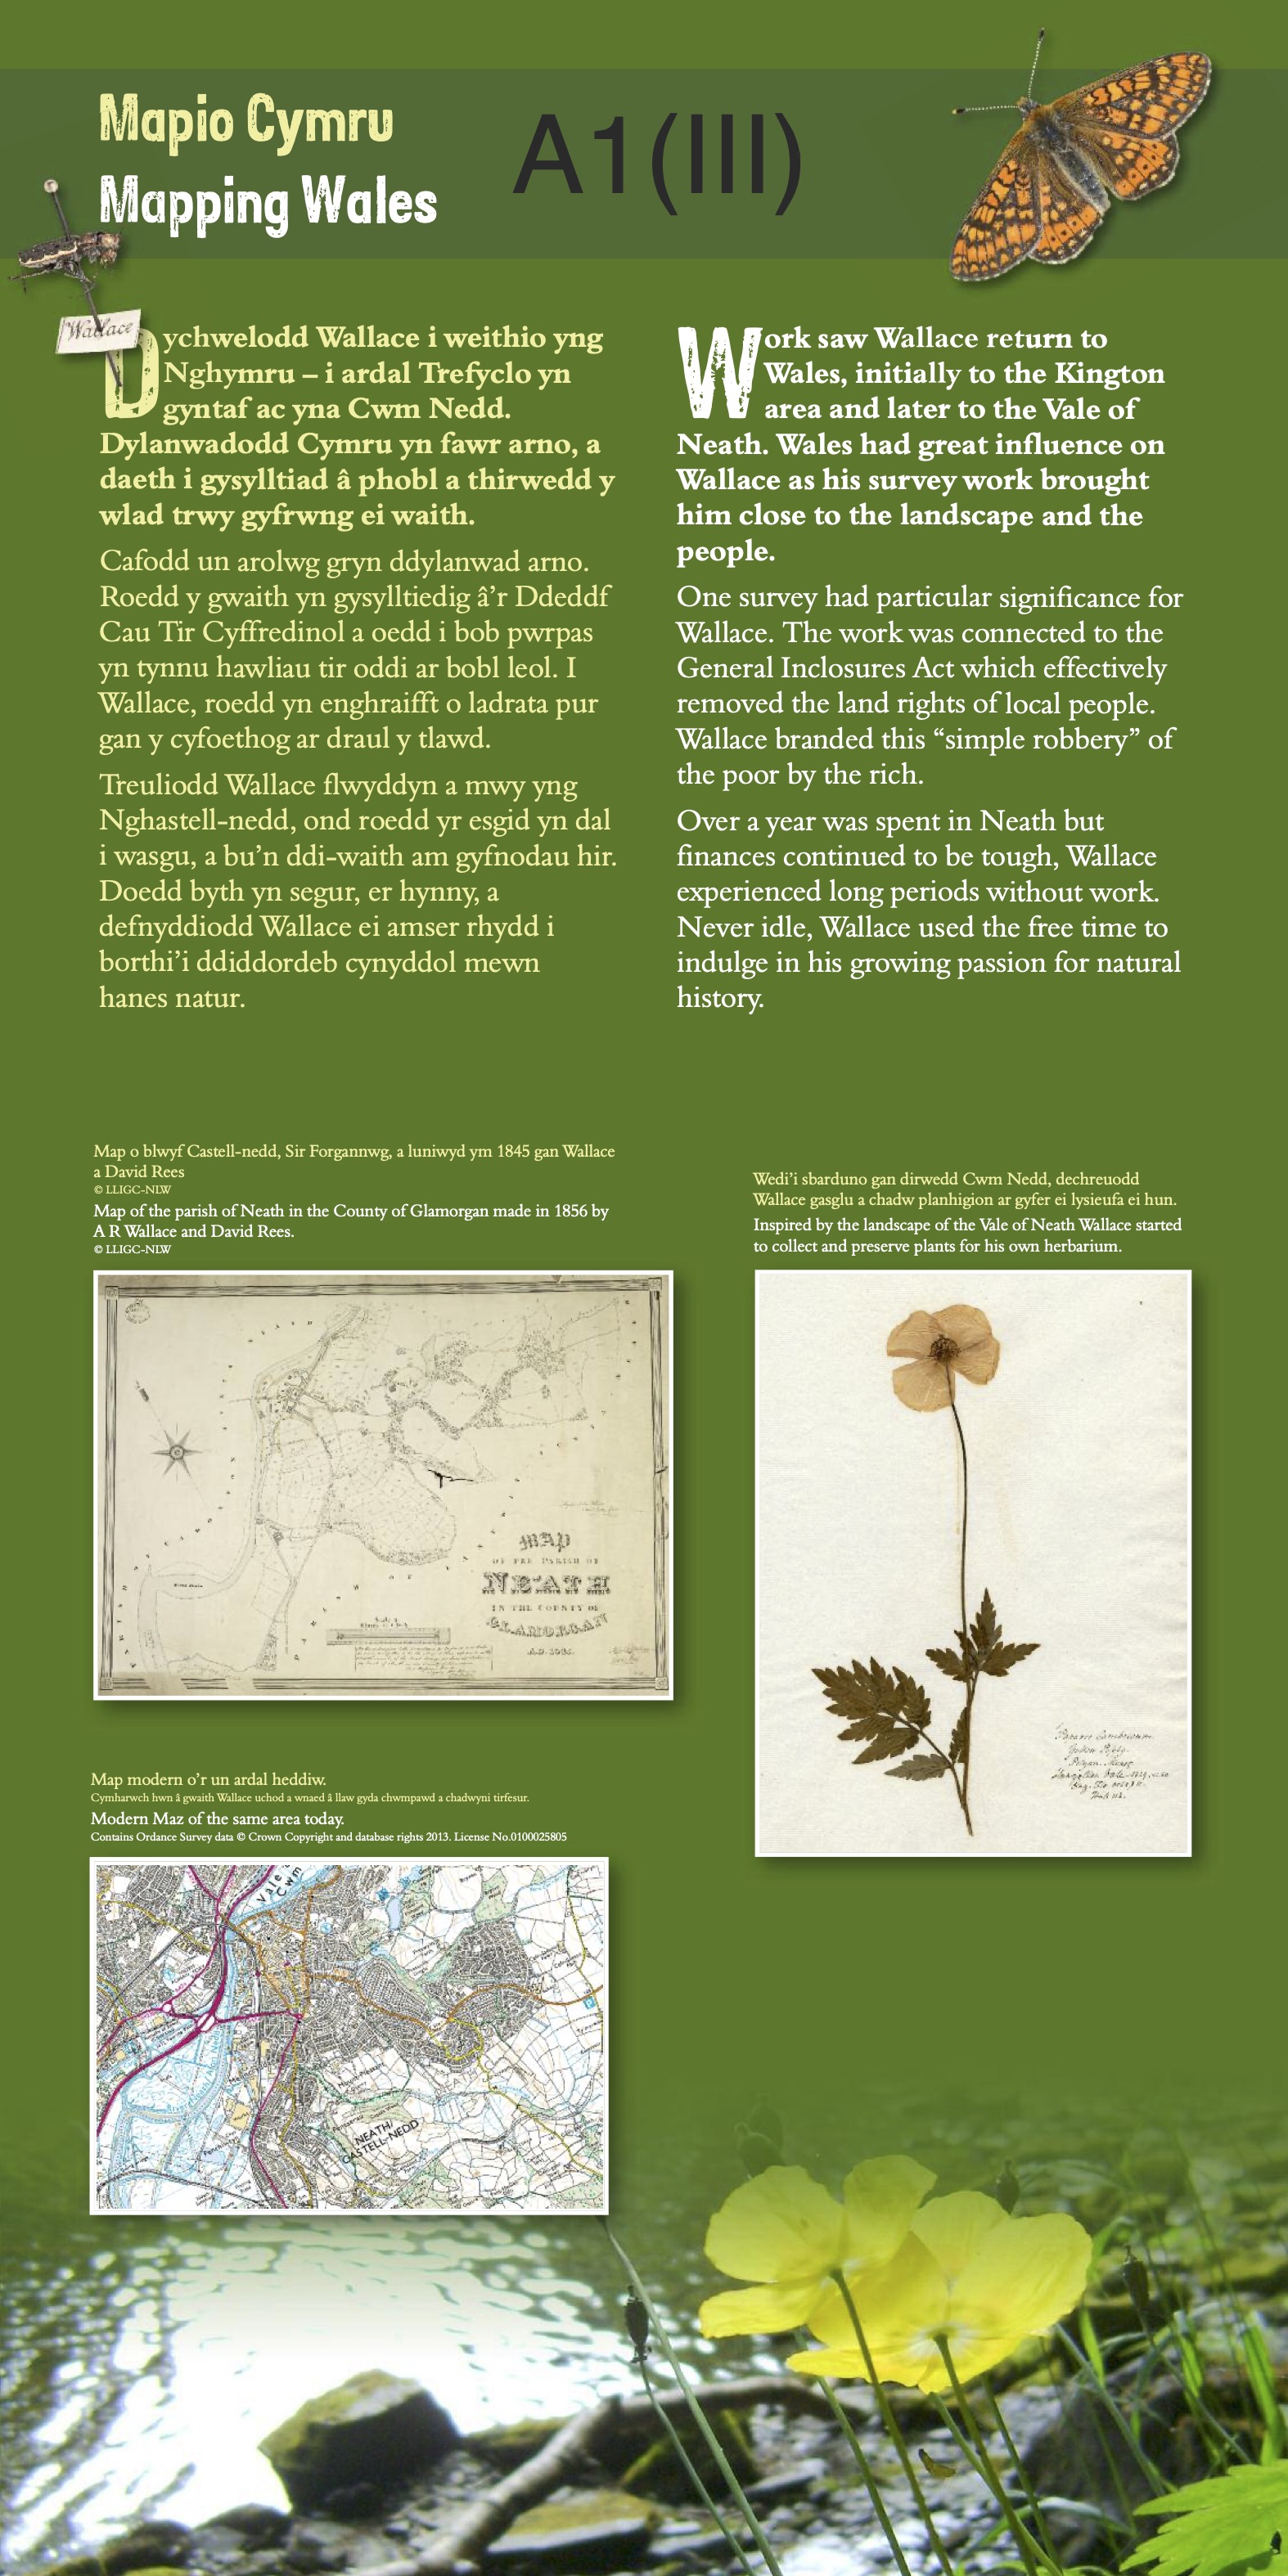 Mapio Cymru
Mapping Wales
A1(III)
Wallace
Dychwelodd Wallace i weithio yng
Nghymru – i ardal Trefyclo yn
gyntaf ac yna Cwm Nedd.
Dylanwadodd Cymru yn fawr arno, a
daeth i gysylltiad â phobl a thirwedd y
wlad trwy gyfrwng ei waith.
Cafodd un arolwg gryn ddylanwad arno.
Roedd y gwaith yn gysylltiedig â’r Ddeddf
Cau Tir Cyffredinol a oedd i bob pwrpas
yn tynnu hawliau tir oddi ar bobl leol. I
Wallace, roedd yn enghraifft o ladrata pur
gan y cyfoethog ar draul y tlawd.
Treuliodd Wallace flwyddyn a mwy yng
Nghastell-nedd, ond roedd yr esgid yn dal
i wasgu, a bu’n ddi-waith am gyfnodau hir.
Doedd byth yn segur, er hynny, a
defnyddiodd Wallace ei amser rhydd i
borthi’i ddiddordeb cynyddol mewn
hanes natur.
Work saw Wallace return to
Wales, initially to the Kington
area and later to the Vale of
Neath. Wales had great influence on
Wallace as his survey work brought
him close to the landscape and the
people.
One survey had particular significance for
Wallace. The work was connected to the
General Inclosures Act which effectively
removed the land rights of local people.
Wallace branded this “simple robbery” of
the poor by the rich.
Over a year was spent in Neath but
finances continued to be tough, Wallace
experienced long periods without work.
Never idle, Wallace used the free time to
indulge in his growing passion for natural
history.
Map o blwyf Castell-nedd, Sir Forgannwg, a luniwyd ym 1845 gan Wallace
a David Rees
© LLIGC-NLW
Map of the parish of Neath in the County of Glamorgan made in 1856 by
A R Wallace and David Rees.
© LLIGC-NLW
MAP
OF THE PARISH OF
NEATH
IN THE COUNTY OF
GLAMORGAN
Wedi’i sbarduno gan dirwedd Cwm Nedd, dechreuodd
Wallace gasglu a chadw planhigion ar gyfer ei lysieufa ei hun.
Inspired by the landscape of the Vale of Neath Wallace started
to collect and preserve plants for his own herbarium.
Map modern o’r un ardal heddiw.
Cymharwch hwn â gwaith Wallace uchod a wnaed â llaw gyda chwmpawd a chadwyni tirfesur.
Modern Maz of the same area today.
Contains Ordance Survey data © Crown Copyright and database rights 2013. License No.0100025805
Vale
Cwm
NEATH/
CASTELL-NEDD